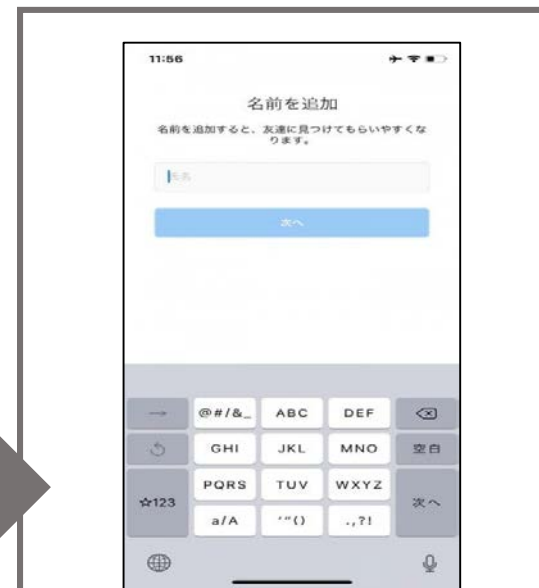 11:56
名前を追加
名前を追加すると、友達に見つけてもらいやすくな
ります。
氏名
次へ
→ @#/&_ ABC DEF
GHI JKL MNO 空白
☆123 PQRS TUV WXYZ 次へ
a/A '"() .,?!